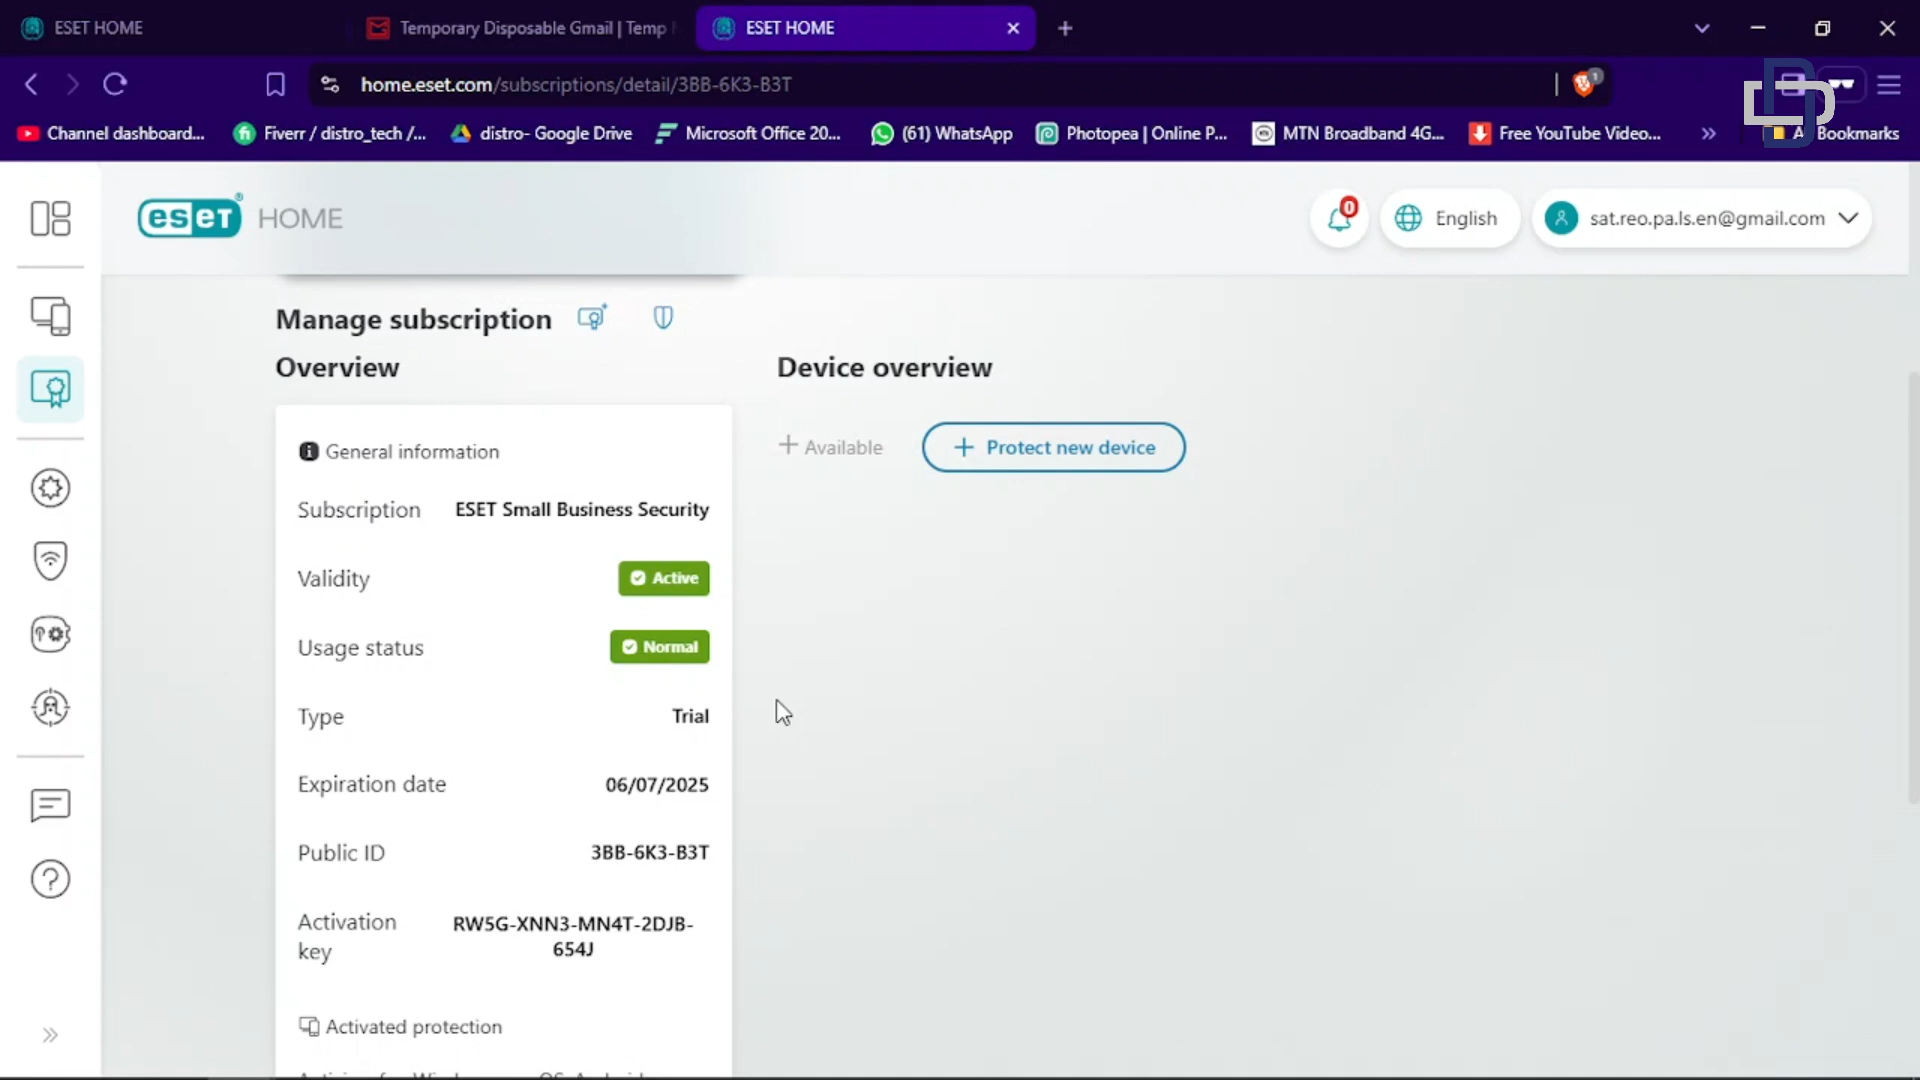 ESET HOME
Temporary Disposable Gmail | Temp
ESET HOME
home.eset.com/subscriptions/detail/3BB-6K3-B3T
1
Channel dashboard...
Fiverr / distro_tech /...
distro- Google Drive
Microsoft Office 20...
(61) WhatsApp
Photopea | Online P...
MTN Broadband 4G...
Free YouTube Video...
Bookmarks
eseT HOME
0
English
sat.reo.pa.ls.en@gmail.com
Manage subscription
Overview
Device overview
General information
Available
Protect new device
Subscription ESET Small Business Security
Validity Active
Usage status Normal
Type Trial
Expiration date 06/07/2025
Public ID 3BB-6K3-B3T
Activation key RW5G-XNN3-MN4T-2DJB-
654J
Activated protection